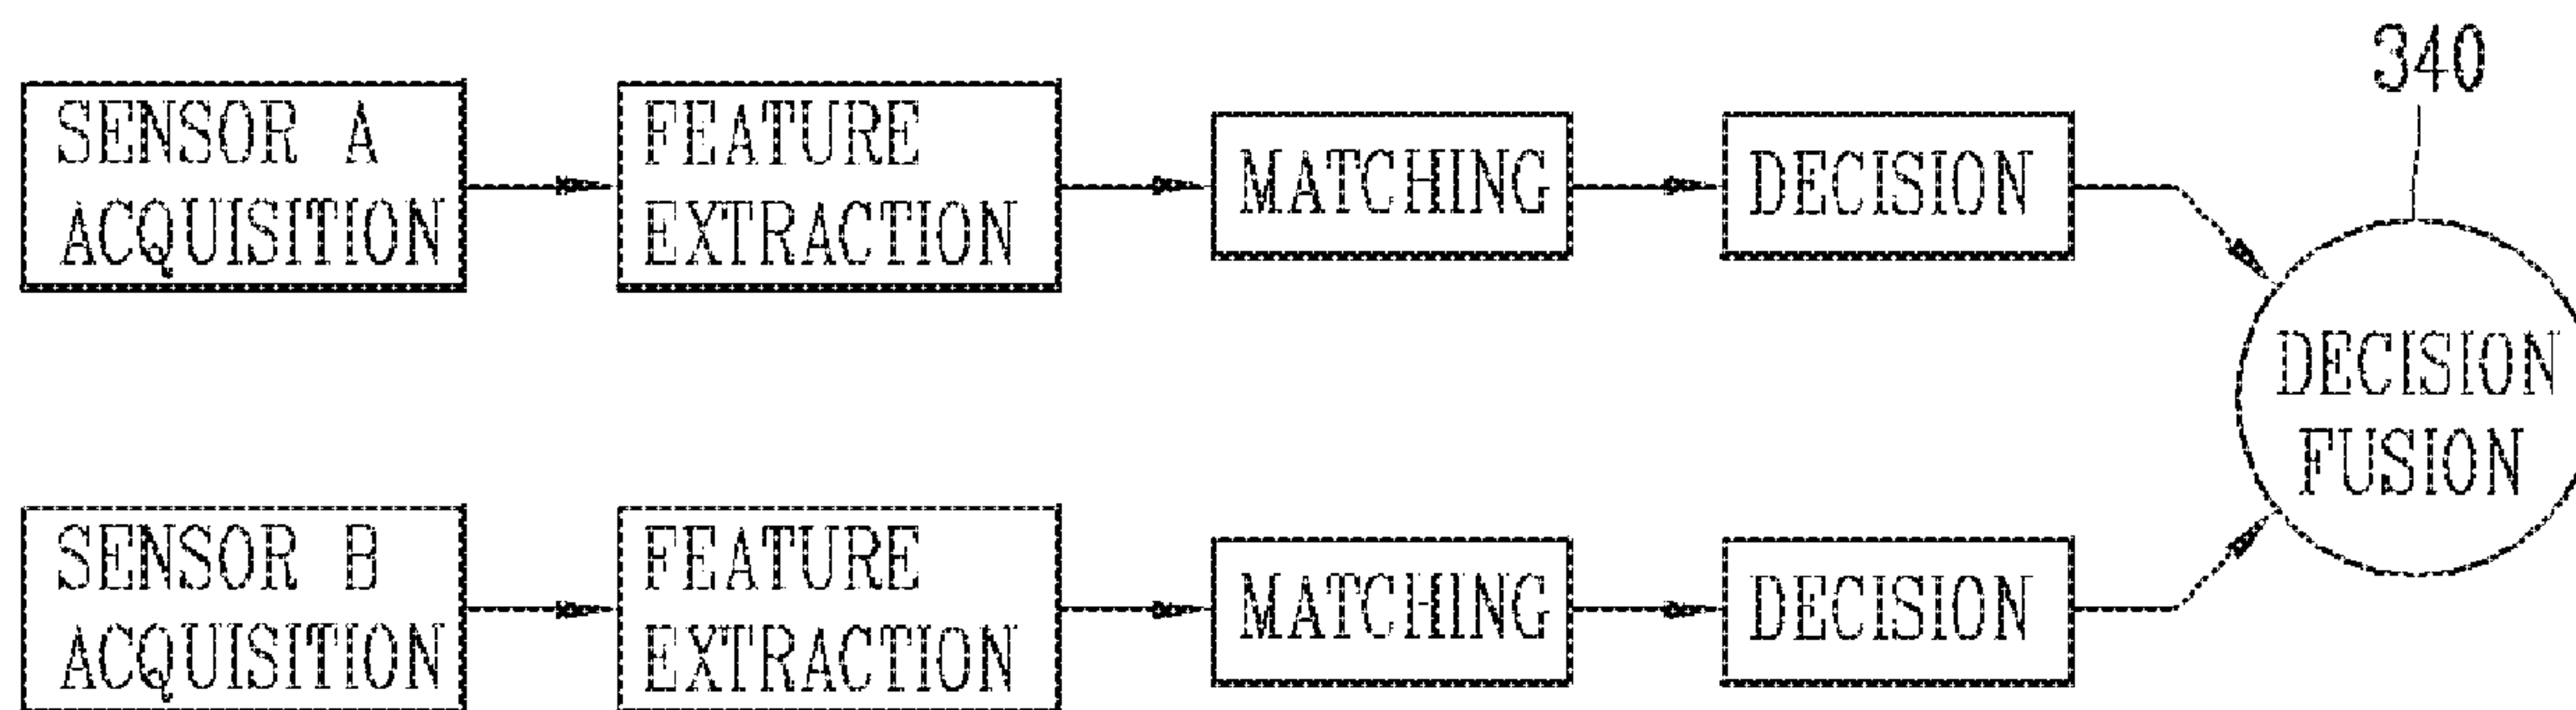 340
SENSOR A
ACQUISITION
FEATURE
EXTRACTION
MATCHING
DECISION
DECISION
FUSION
SENSOR B
ACQUISITION
FEATURE
EXTRACTION
MATCHING
DECISION